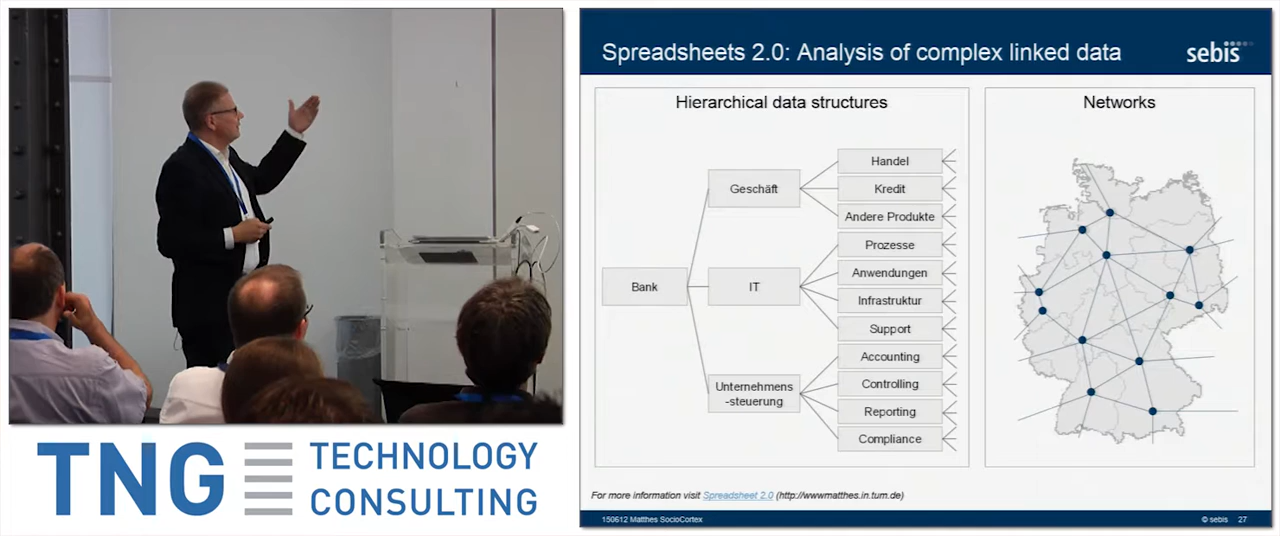 TNG TECHNOLOGY
CONSULTING
Spreadsheets 2.0: Analysis of complex linked data
sebis
Hierarchical data structures
Bank
Geschäft
IT
Unternehmens
-steuerung
Handel
Kredit
Andere Produkte
Prozesse
Anwendungen
Infrastruktur
Support
Accounting
Controlling
Reporting
Compliance
Networks
For more information visit Spreadsheet 2.0 (http://wwwmatthes.in.tum.de)
150612 Matthes SocioCortex
© sebis 27